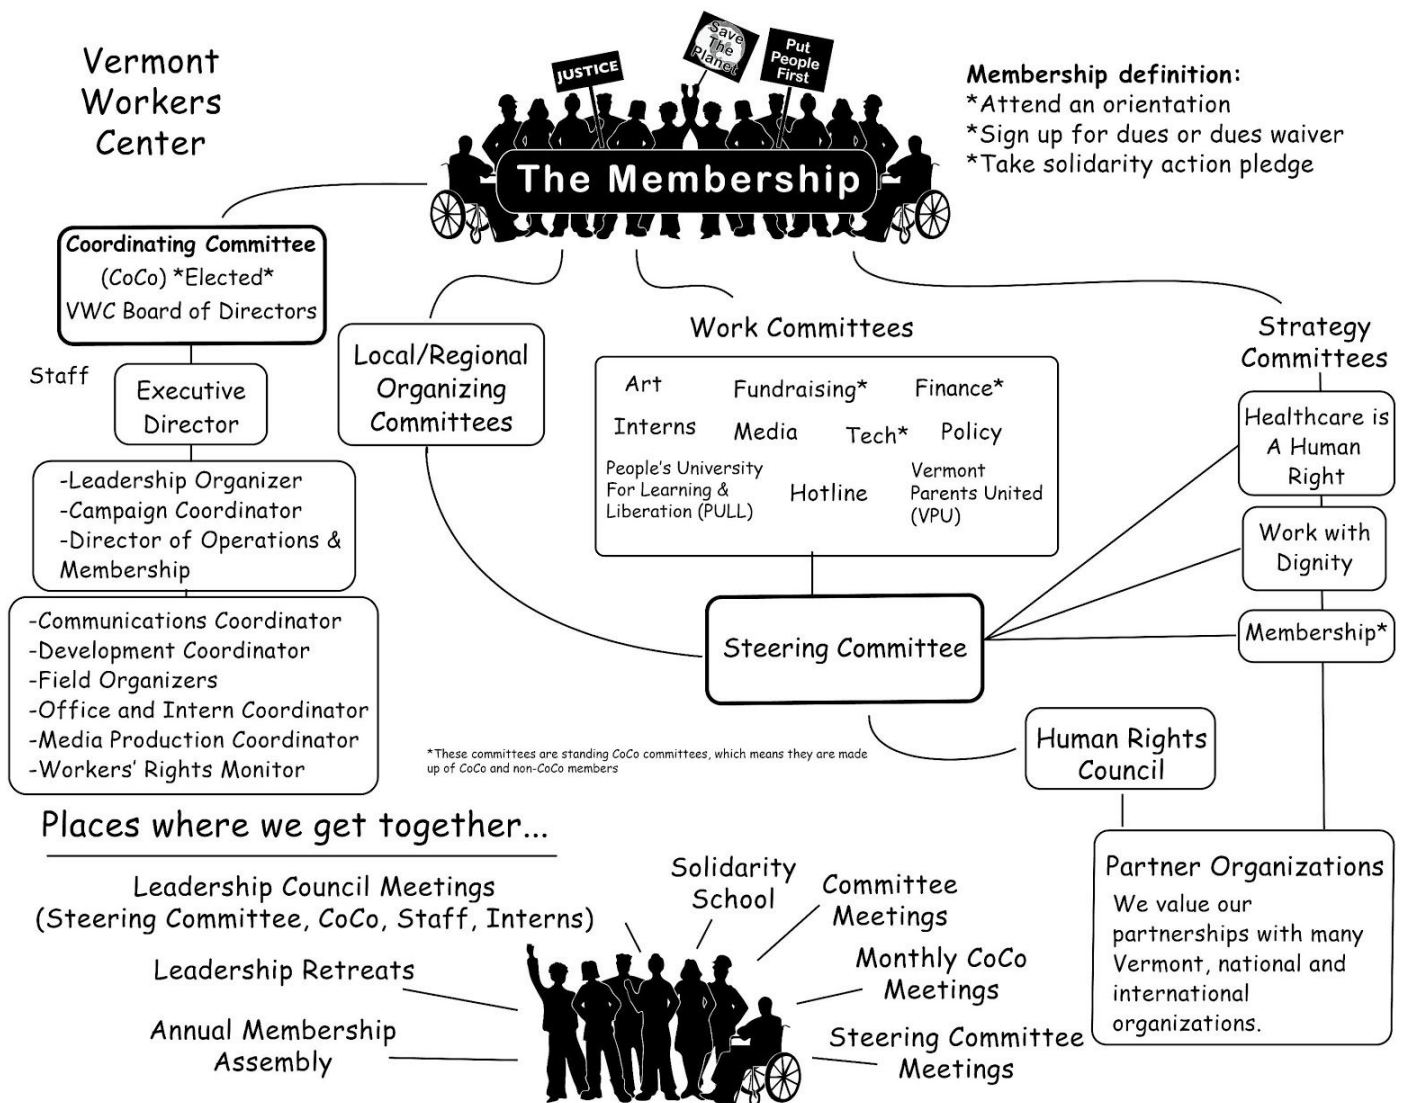 Vermont
Workers
Center
JUSTICE
Save
The
Planet
Put
People
First
The Membership
Membership definition:
*Attend an orientation
*Sign up for dues or dues waiver
*Take solidarity action pledge
Coordinating Committee
(CoCo) *Elected*
VWC Board of Directors
Staff
Executive
Director
-Leadership Organizer
-Campaign Coordinator
-Director of Operations &
Membership
-Communications Coordinator
-Development Coordinator
-Field Organizers
-Office and Intern Coordinator
-Media Production Coordinator
-Workers' Rights Monitor
Local/Regional
Organizing
Committees
Work Committees
Art
Fundraising*
Finance*
Interns
Media
Tech*
Policy
People's University
For Learning &
Liberation (PULL)
Hotline
Vermont
Parents United
(VPU)
Steering Committee
Strategy
Committees
Healthcare is
A Human
Right
Work with
Dignity
Membership*
Human Rights
Council
*These committees are standing CoCo committees, which means they are made
up of CoCo and non-CoCo members
Partner Organizations
We value our
partnerships with many
Vermont, national and
international
organizations.
Places where we get together...
Leadership Council Meetings
(Steering Committee, CoCo, Staff, Interns)
Leadership Retreats
Annual Membership
Assembly
Solidarity
School
Committee
Meetings
Monthly CoCo
Meetings
Steering Committee
Meetings